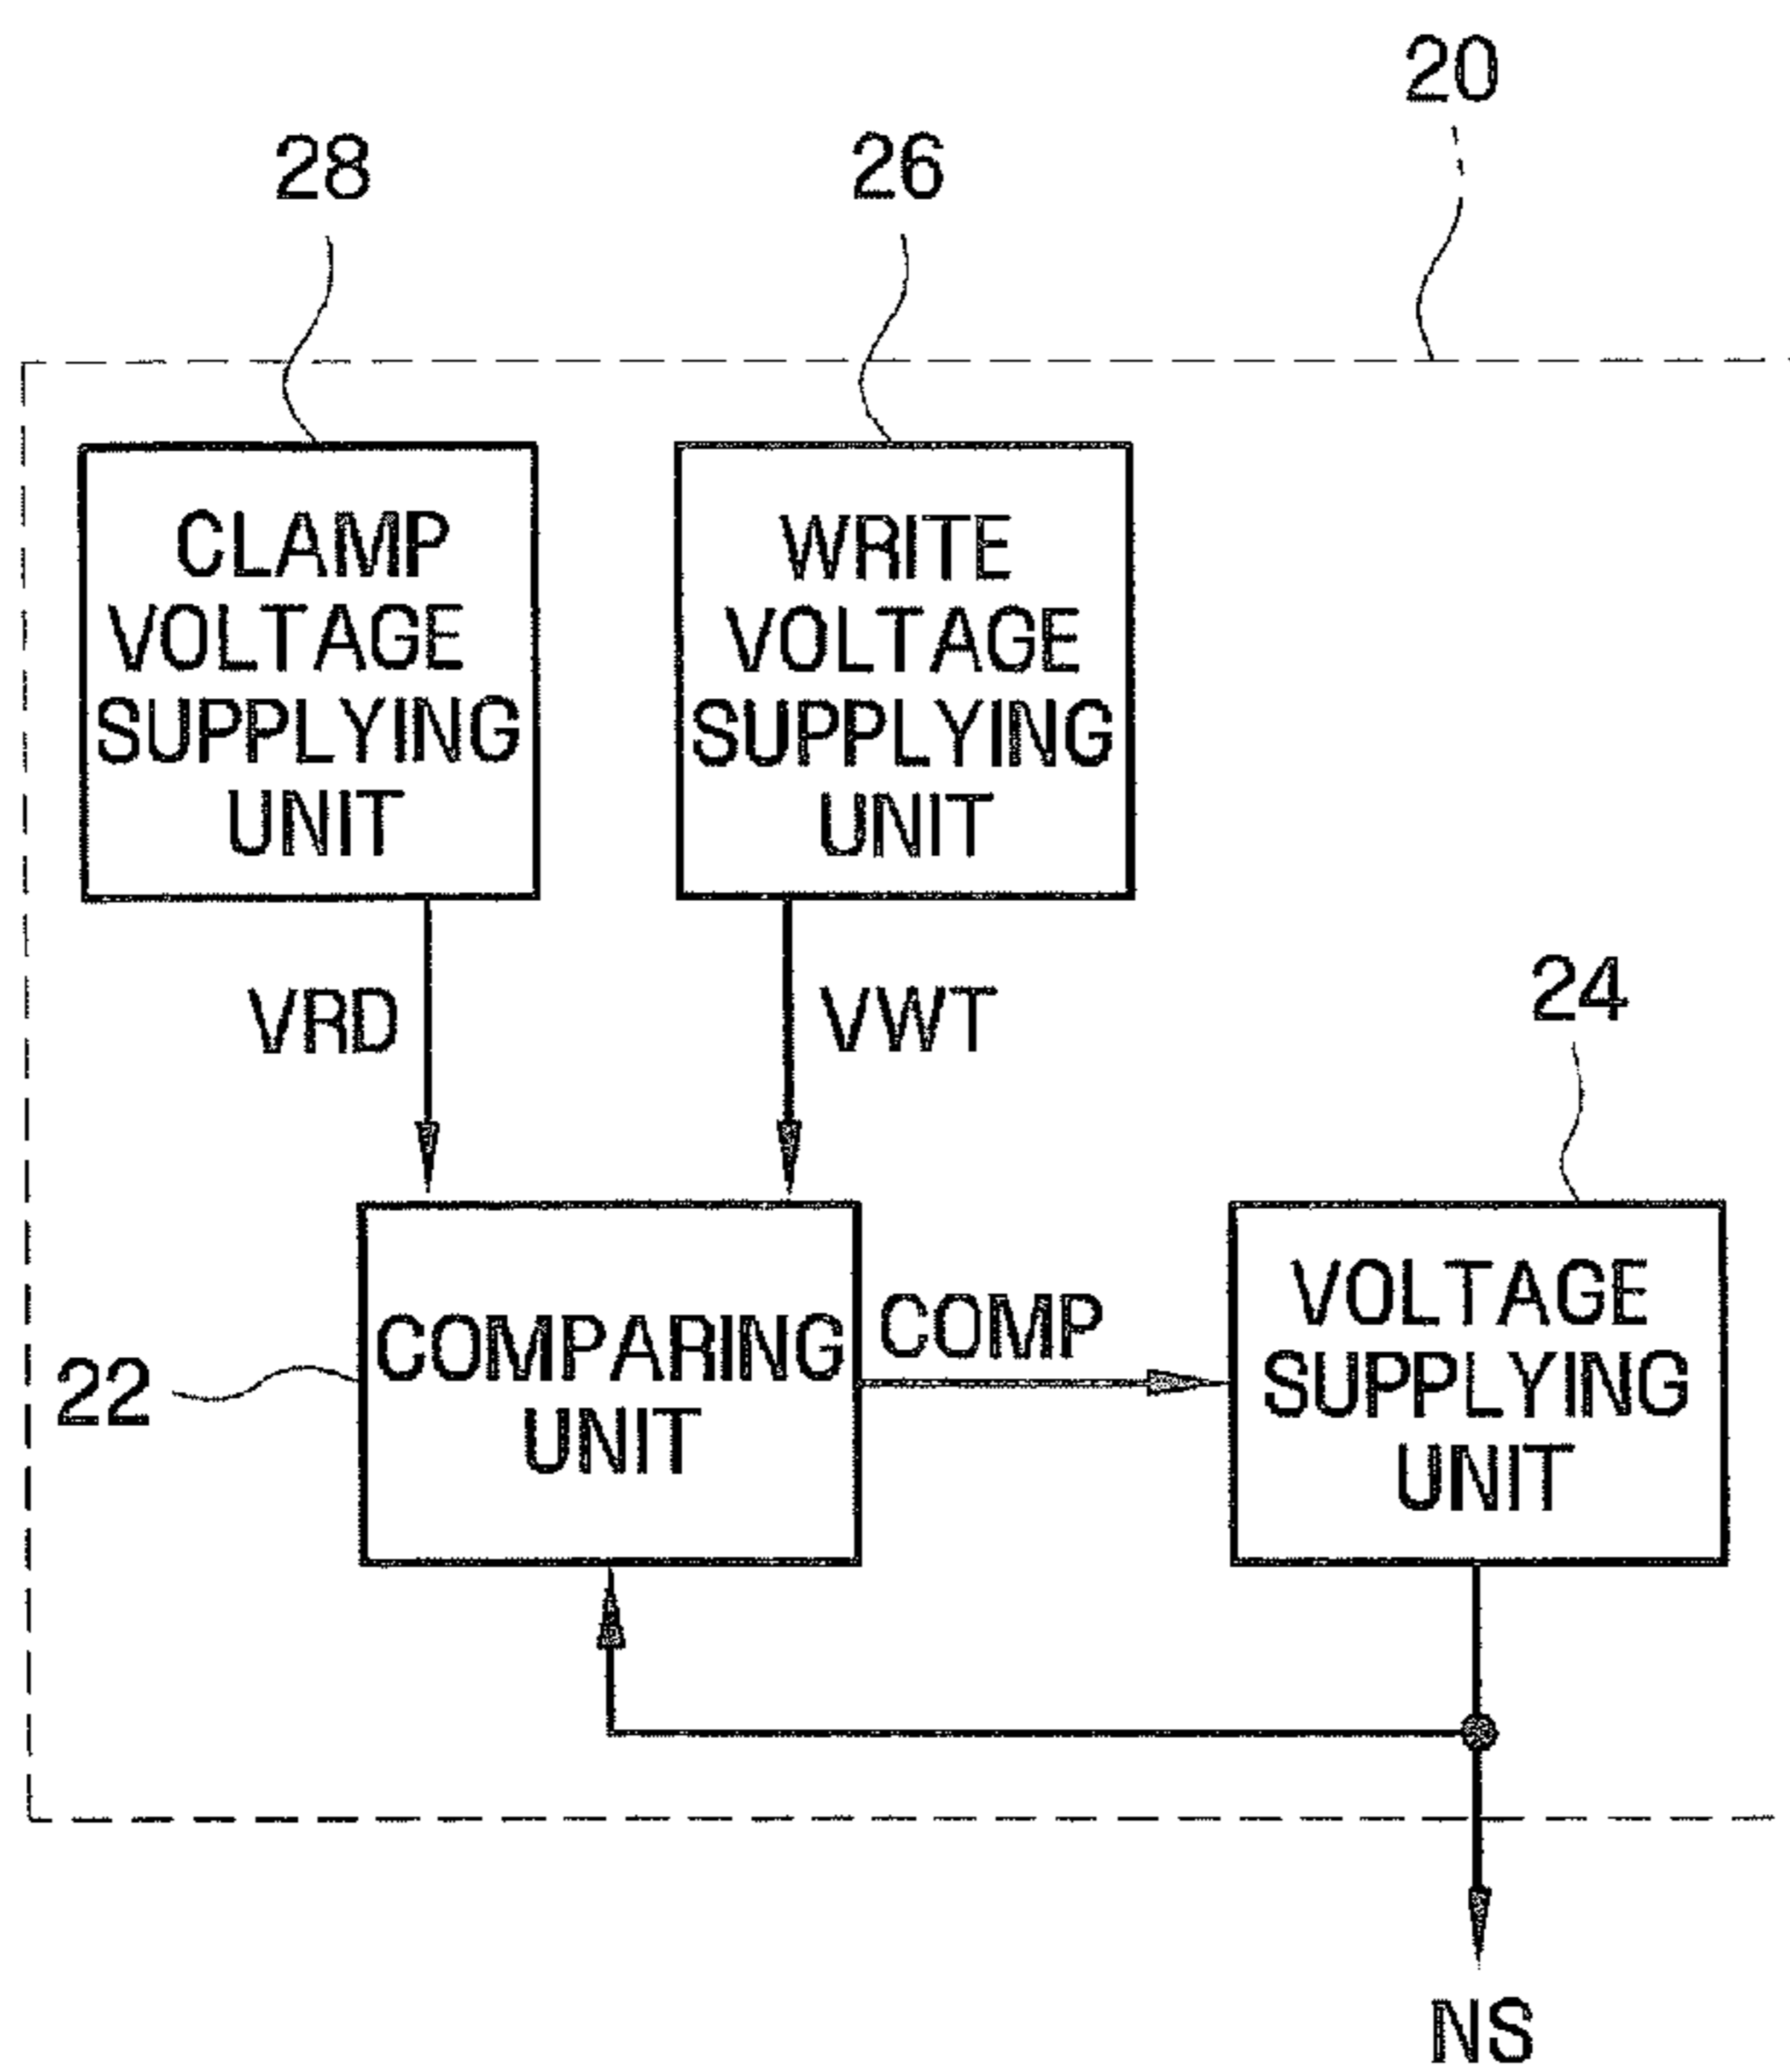 20
28
26
CLAMP
VOLTAGE
SUPPLYING
UNIT
WRITE
VOLTAGE
SUPPLYING
UNIT
VRD
VWT
24
22
COMPARING
UNIT
COMP
VOLTAGE
SUPPLYING
UNIT
NS